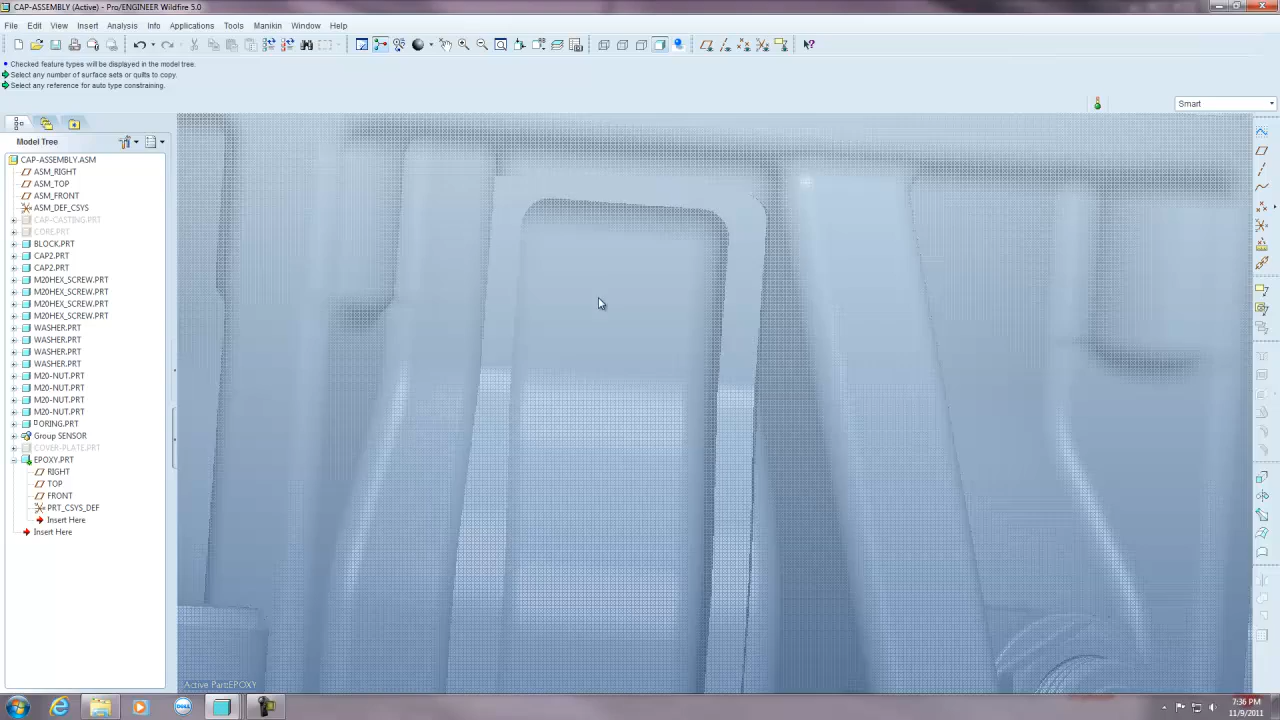 CAP-ASSEMBLY (Active) - Pro/ENGINEER Wildfire 5.0
File Edit View Insert Analysis Info Applications Tools Manikin Window Help
Checked feature types will be displayed in the model tree.
Select any number of surface sets or quilts to copy.
Select any reference for auto type constraining.
Smart
Model Tree
CAP-ASSEMBLY.ASM
ASM_RIGHT
ASM_TOP
ASM_FRONT
ASM_DEF_CSYS
CAP-CASTING.PRT
CORE.PRT
BLOCK.PRT
CAP2.PRT
CAP2.PRT
M20HEX_SCREW.PRT
M20HEX_SCREW.PRT
M20HEX_SCREW.PRT
M20HEX_SCREW.PRT
WASHER.PRT
WASHER.PRT
WASHER.PRT
WASHER.PRT
M20-NUT.PRT
M20-NUT.PRT
M20-NUT.PRT
M20-NUT.PRT
ORING.PRT
Group SENSOR
COVER-PLATE.PRT
EPOXY.PRT
RIGHT
TOP
FRONT
PRT_CSYS_DEF
Insert Here
Insert Here
Active Part:EPOXY
DELL
7:36 PM
11/9/2011